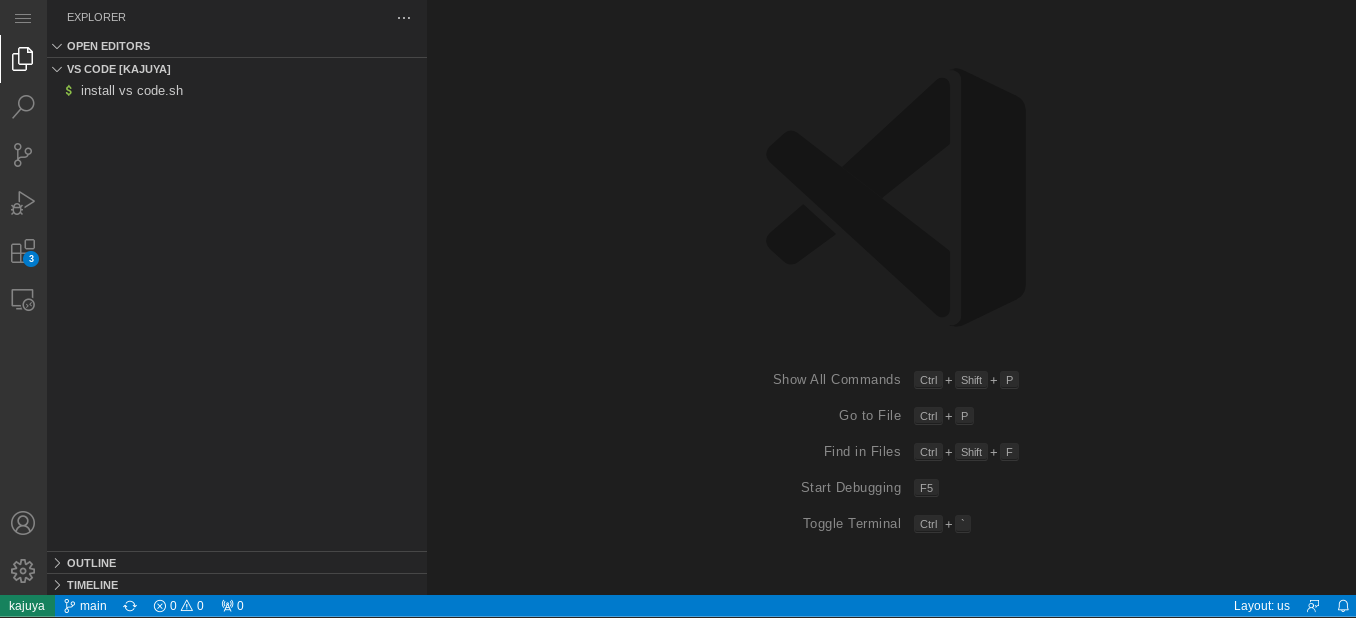 EXPLORER
OPEN EDITORS
VS CODE [KAJUYA]
$ install vs code.sh
3
Show All Commands Ctrl + Shift + P
Go to File Ctrl + P
Find in Files Ctrl + Shift + F
Start Debugging F5
Toggle Terminal Ctrl + `
OUTLINE
TIMELINE
kajuya main 0 0 0 Layout: us